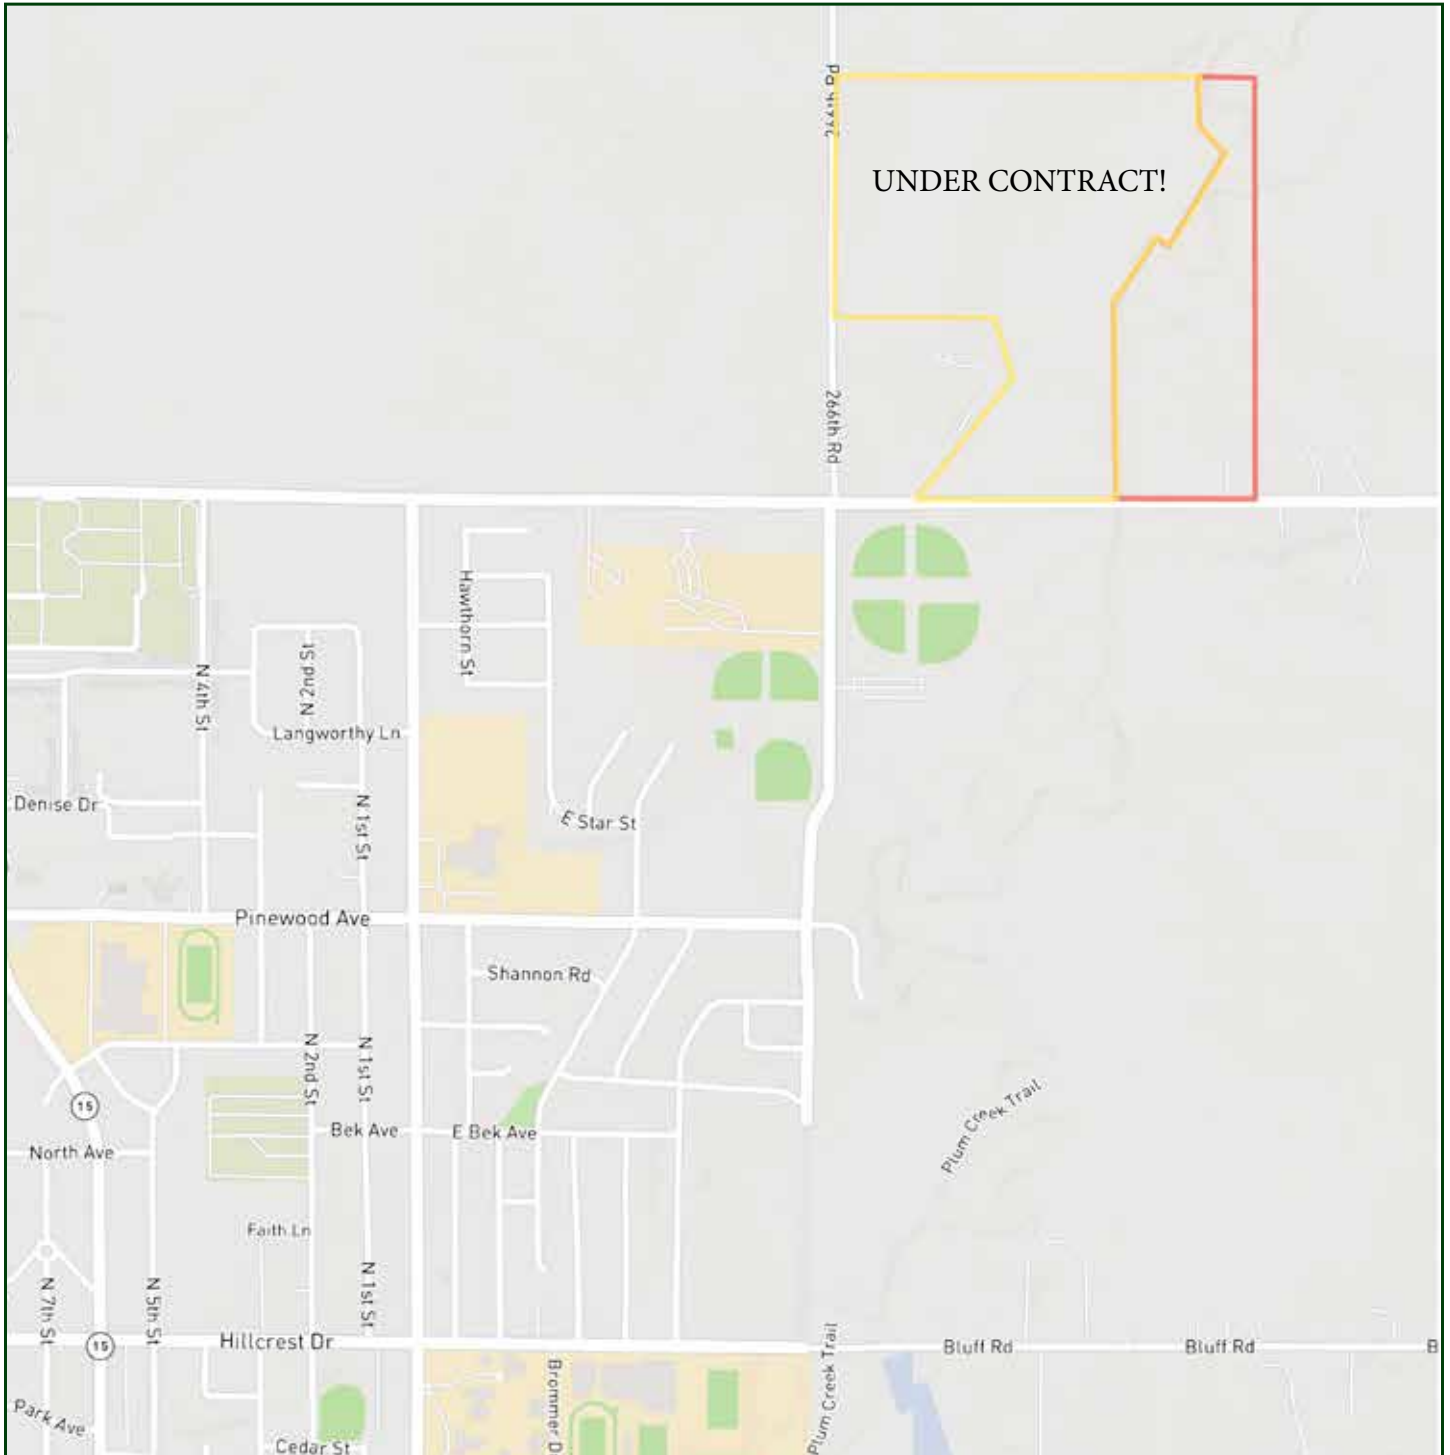 266th Rd
UNDER CONTRACT!
266th Rd
Hawthorn St
N 2nd St
N 4th St
Langworthy Ln
Denise Dr
N 1st St
E Star St
Pinewood Ave
Shannon Rd
N 2nd St
N 1st St
15
Plum Creek Trail
Bek Ave
E Bek Ave
North Ave
Faith Ln
N 7th St
N 5th St
N 1st St
15
Hillcrest Dr
Bluff Rd
Bluff Rd
B
Plum Creek Trail
Brommer D
Park Ave
Cedar St